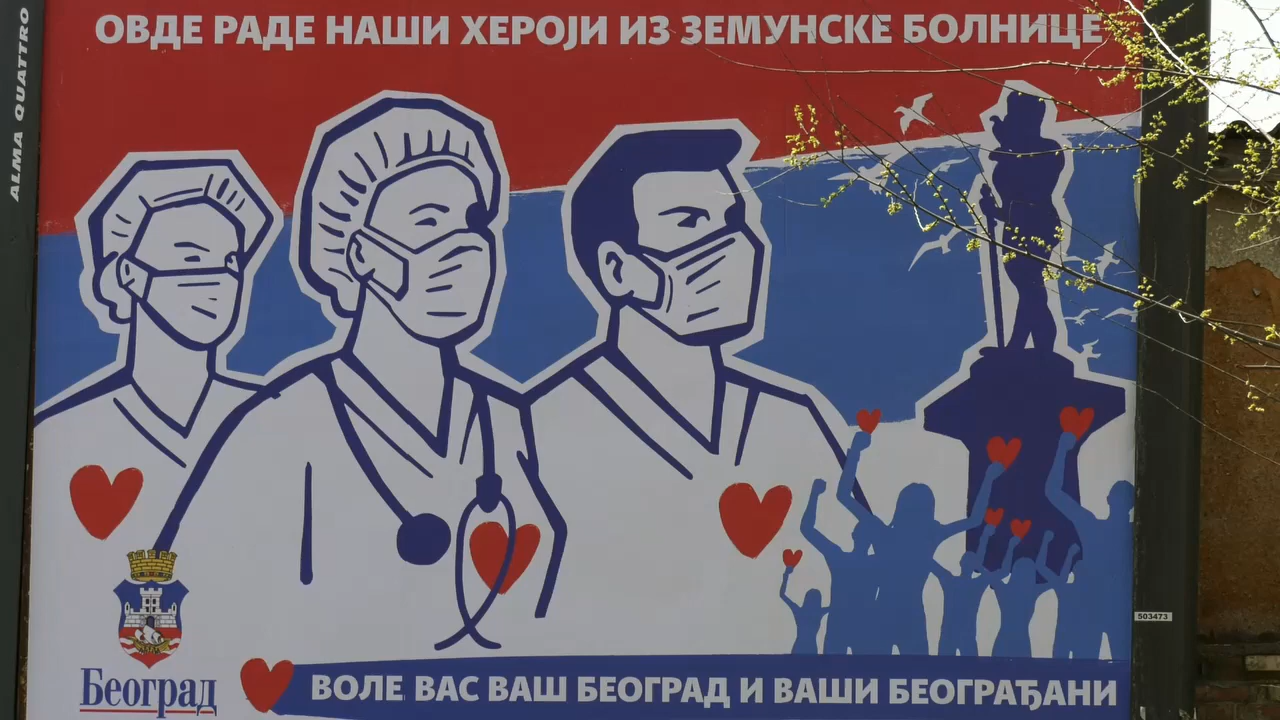 ALMA QUATTRO
ОВДЕ РАДЕ НАШИ ХЕРОЈИ ИЗ ЗЕМУНСКЕ БОЛНИЦЕ
503473
Београд
ВОЛЕ ВАС ВАШ БЕОГРАД И ВАШИ БЕОГРАЂАНИ